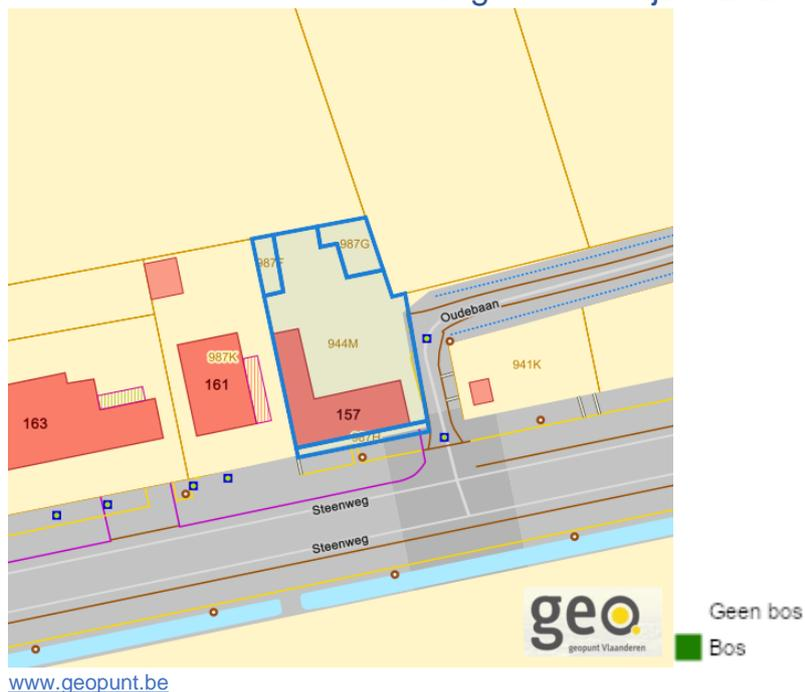 987G
987F
944M
987K
161
157
163
Oudebaan
941K
Steenweg
Steenweg
geo
geopunt Vlaanderen
Geen bos
Bos
www.geopunt.be